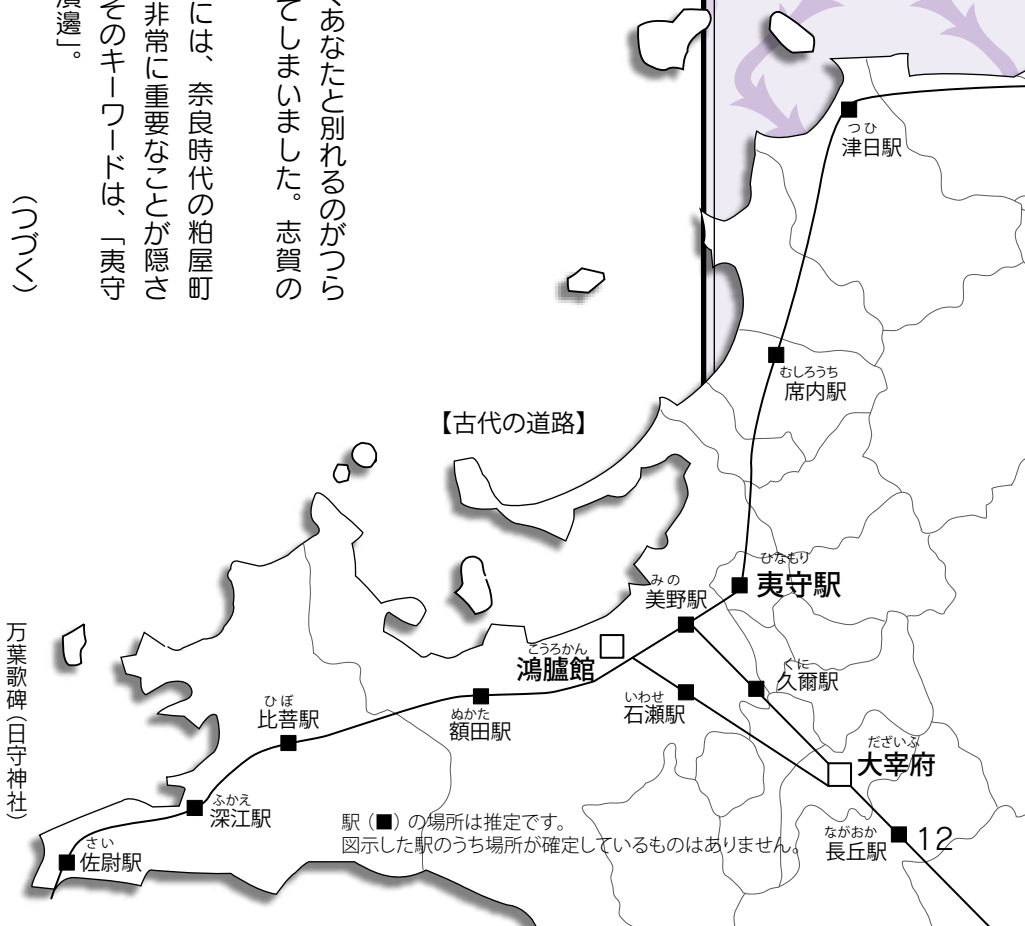 くあなたと別れるのがつら
てしまいました。志賀の
には、奈良時代の粕屋町
非常に重要なことが隠さ
そのキーワードは、「夷守
濱邊」。
(つづく)
【古代の道路】
つひ
津日駅
むしろうち
席内駅
ひなもり
夷守駅
みの
美野駅
こうろかん
鴻臚館
くに
久爾駅
いわせ
石瀬駅
ぬかた
額田駅
ひぼ
比菩駅
だざいふ
大宰府
ふかえ
深江駅
ながおか
長丘駅
さい
佐尉駅
駅(■)の場所は推定です。
図示した駅のうち場所が確定しているものはありません。
12
万葉歌碑(日守神社)